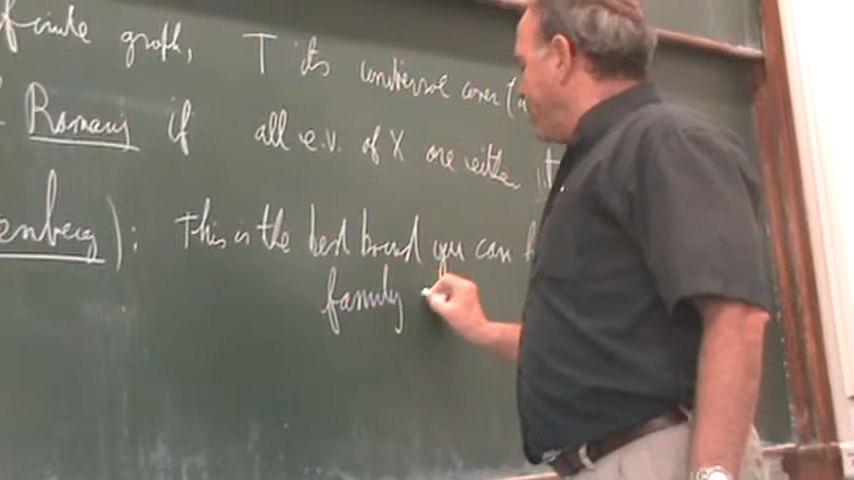 finite graph, T its universal cover (
Ramanuj if all e.v. of X are either
enberg): This is the best bound you can
family